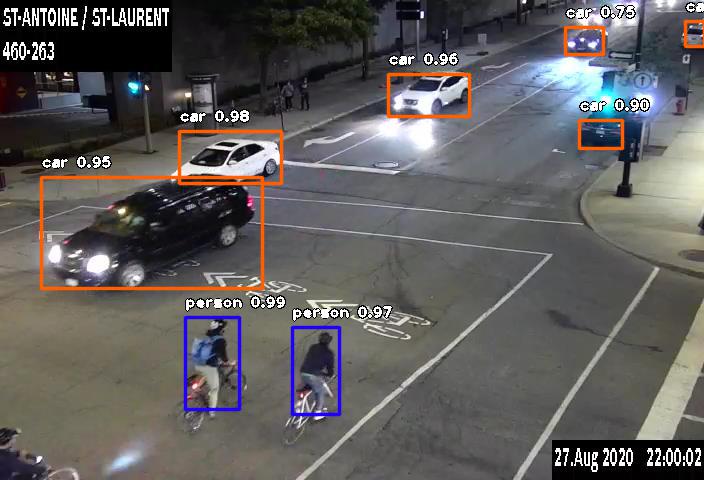 ST-ANTOINE / ST-LAURENT
460-263
car 0.75
ca
car 0.96
car 0.90
car 0.98
car 0.95
person 0.99
person 0.97
27.Aug 2020 22:00:02